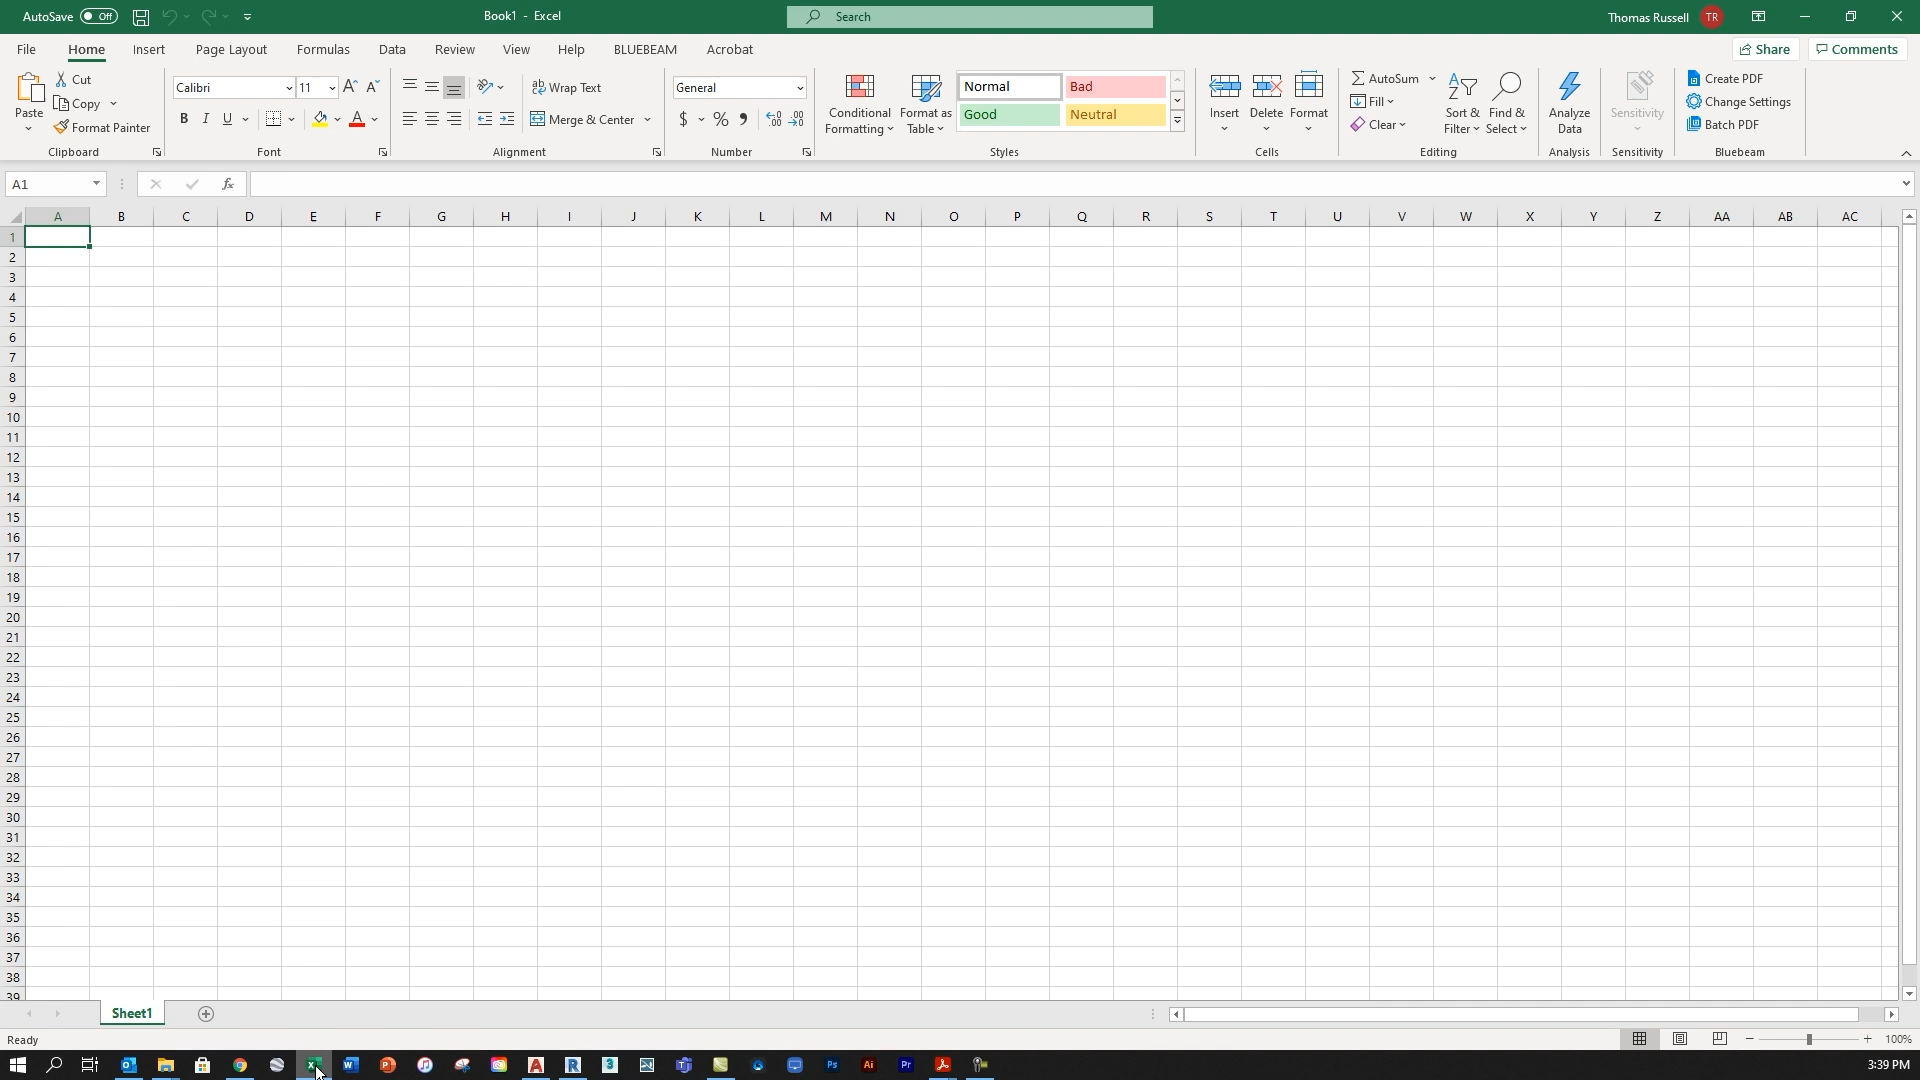 AutoSave Off Book1 - Excel Search Thomas Russell TR
File Home Insert Page Layout Formulas Data Review View Help BLUEBEAM Acrobat Share Comments
Paste
Cut
Copy
Format Painter
Clipboard
Calibri 11
B I U A
Font
Wrap Text
Merge & Center
Alignment
General
$ % 9
Number
Conditional Formatting
Format as Table
Normal Bad
Good Neutral
Styles
Insert Delete Format
Cells
AutoSum
Fill
Clear
Sort & Filter
Find & Select
Editing
Analyze Data
Analysis
Sensitivity
Sensitivity
Create PDF
Change Settings
Batch PDF
Bluebeam
A1 fx
A B C D E F G H I J K L M N O P Q R S T U V W X Y Z AA AB AC
1
2
3
4
5
6
7
8
9
10
11
12
13
14
15
16
17
18
19
20
21
22
23
24
25
26
27
28
29
30
31
32
33
34
35
36
37
38
39
Sheet1
Ready 100%
3:39 PM